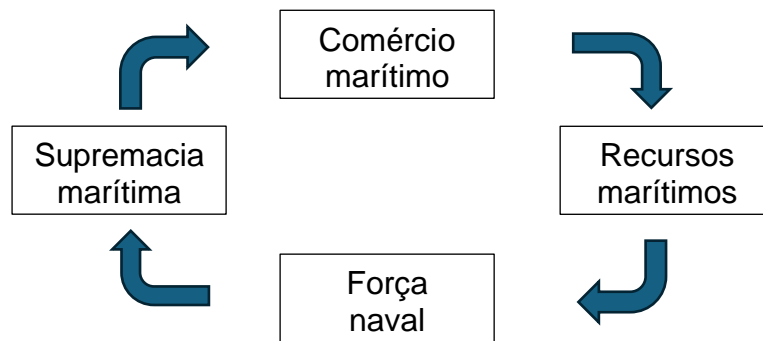 Comércio
marítimo
Supremacia
marítima
Recursos
marítimos
Força
naval